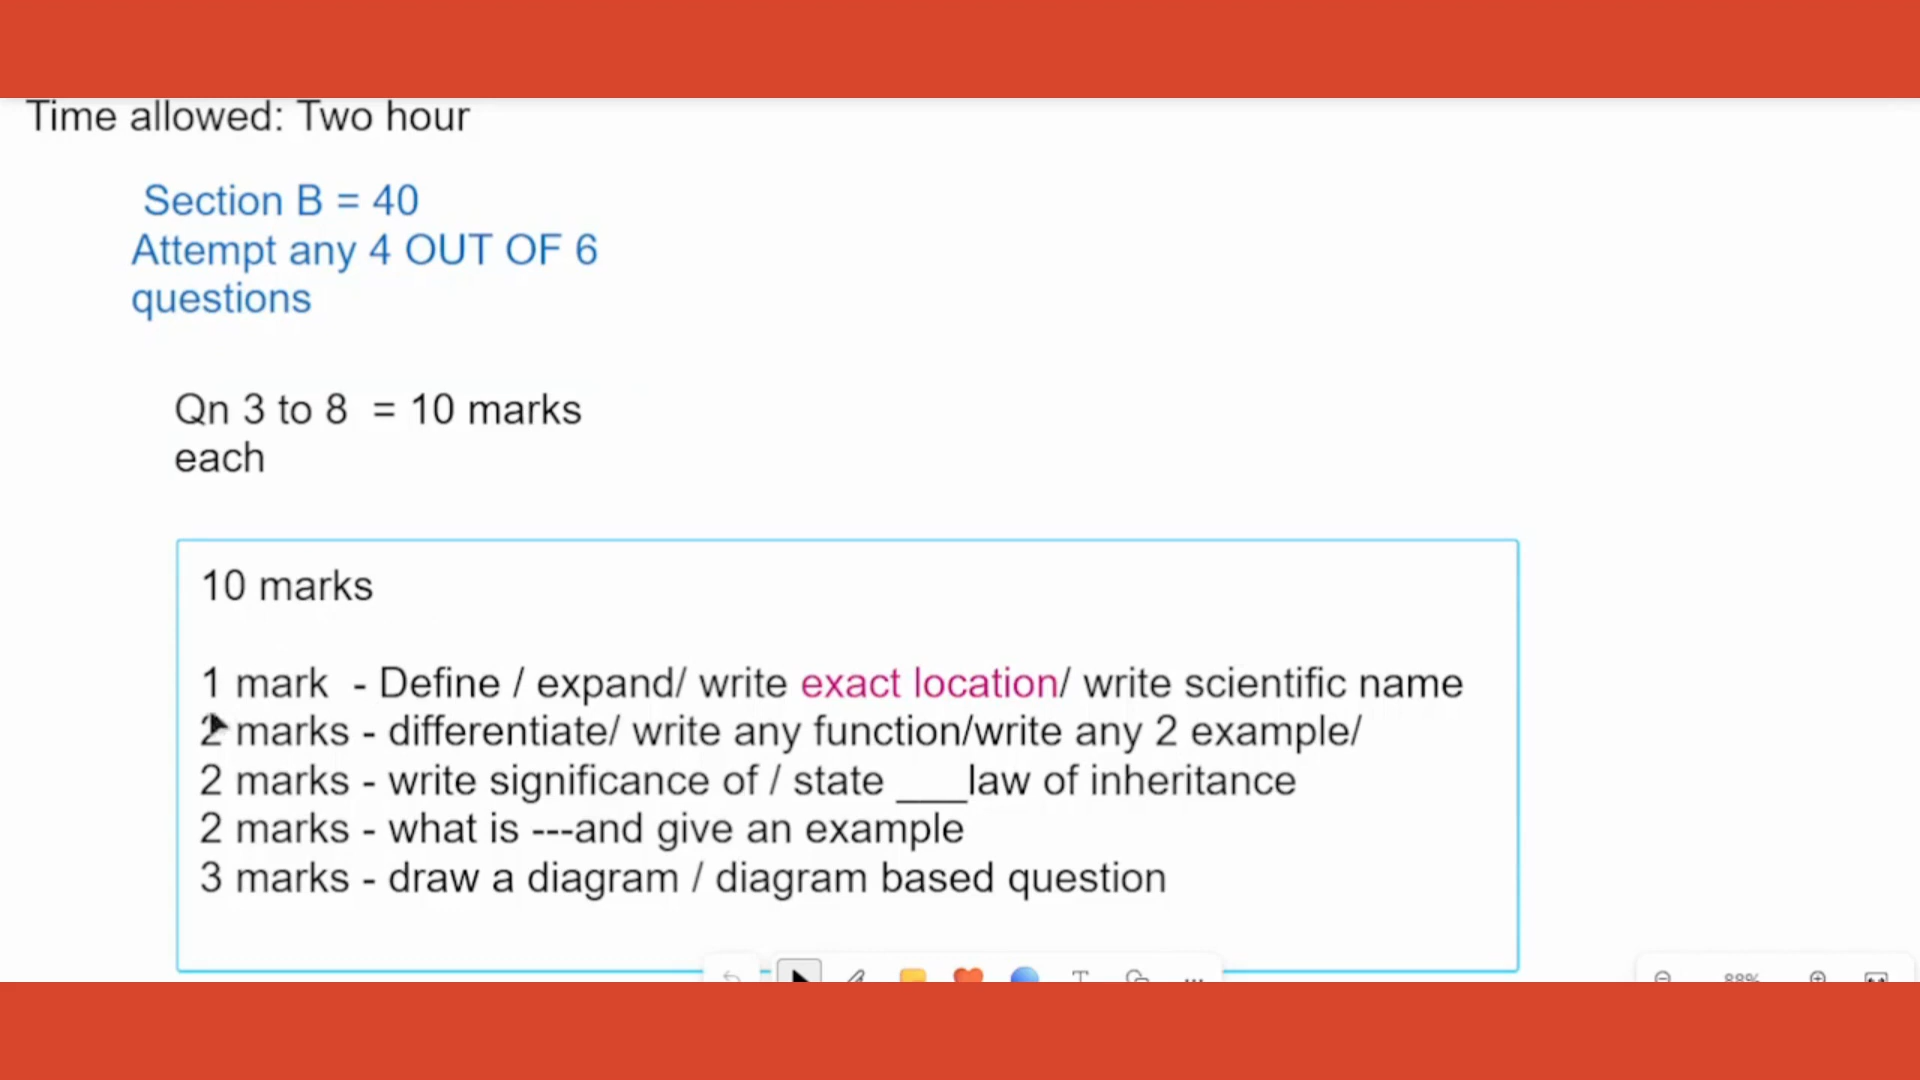 Time allowed: Two hour
Section B = 40
Attempt any 4 OUT OF 6
questions
Qn 3 to 8 = 10 marks
each
10 marks
1 mark - Define / expand/ write exact location/ write scientific name
2 marks - differentiate/ write any function/write any 2 example/
2 marks - write significance of / state ___law of inheritance
2 marks - what is ---and give an example
3 marks - draw a diagram / diagram based question
88%